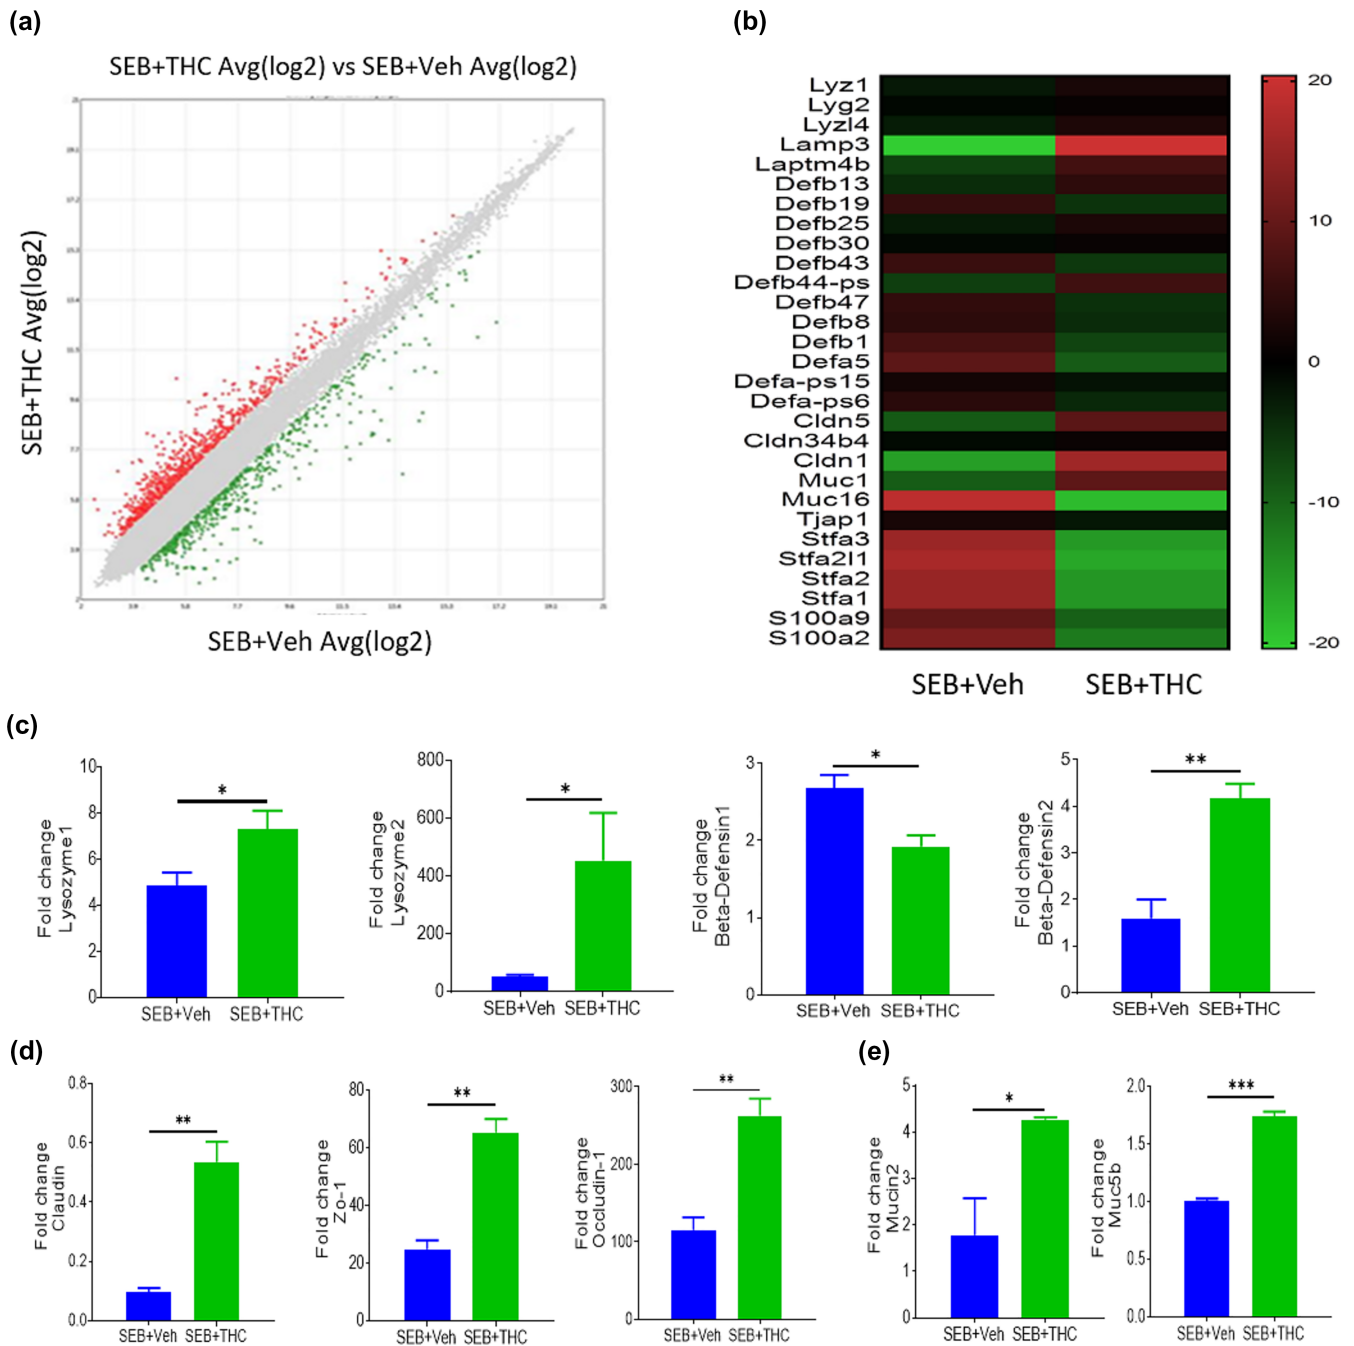 (a)
SEB+THC Avg(log2) vs SEB+Veh Avg(log2)
SEB+THC Avg(log2)
SEB+Veh Avg(log2)
(b)
Lyz1
Lyg2
Lyzl4
Lamp3
Laptm4b
Defb13
Defb19
Defb25
Defb30
Defb43
Defb44-ps
Defb47
Defb8
Defb1
Defa5
Defa-ps15
Defa-ps6
Cldn5
Cldn34b4
Cldn1
Muc1
Muc16
Tjap1
Stfa3
Stfa2l1
Stfa2
Stfa1
S100a9
S100a2
SEB+Veh SEB+THC
20
10
0
-10
-20
(c)
Fold change
Lysozyme1
10
8
6
4
2
0
*
SEB+Veh SEB+THC
Fold change
Lysozyme2
800
600
400
200
0
*
SEB+Veh SEB+THC
Fold change
Beta-Defensin1
3
2
1
0
*
SEB+Veh SEB+THC
Fold change
Beta-Defensin2
5
4
3
2
1
0
**
SEB+Veh SEB+THC
(d)
Fold change
Claudin
0.8
0.6
0.4
0.2
0.0
**
SEB+Veh SEB+THC
Fold change
Zo-1
80
60
40
20
0
**
SEB+Veh SEB+THC
Fold change
Occludin-1
300
200
100
0
**
SEB+Veh SEB+THC
(e)
Fold change
Mucin2
5
4
3
2
1
0
*
SEB+Veh SEB+THC
Fold change
Muc5b
2.0
1.5
1.0
0.5
0.0
***
SEB+Veh SEB+THC